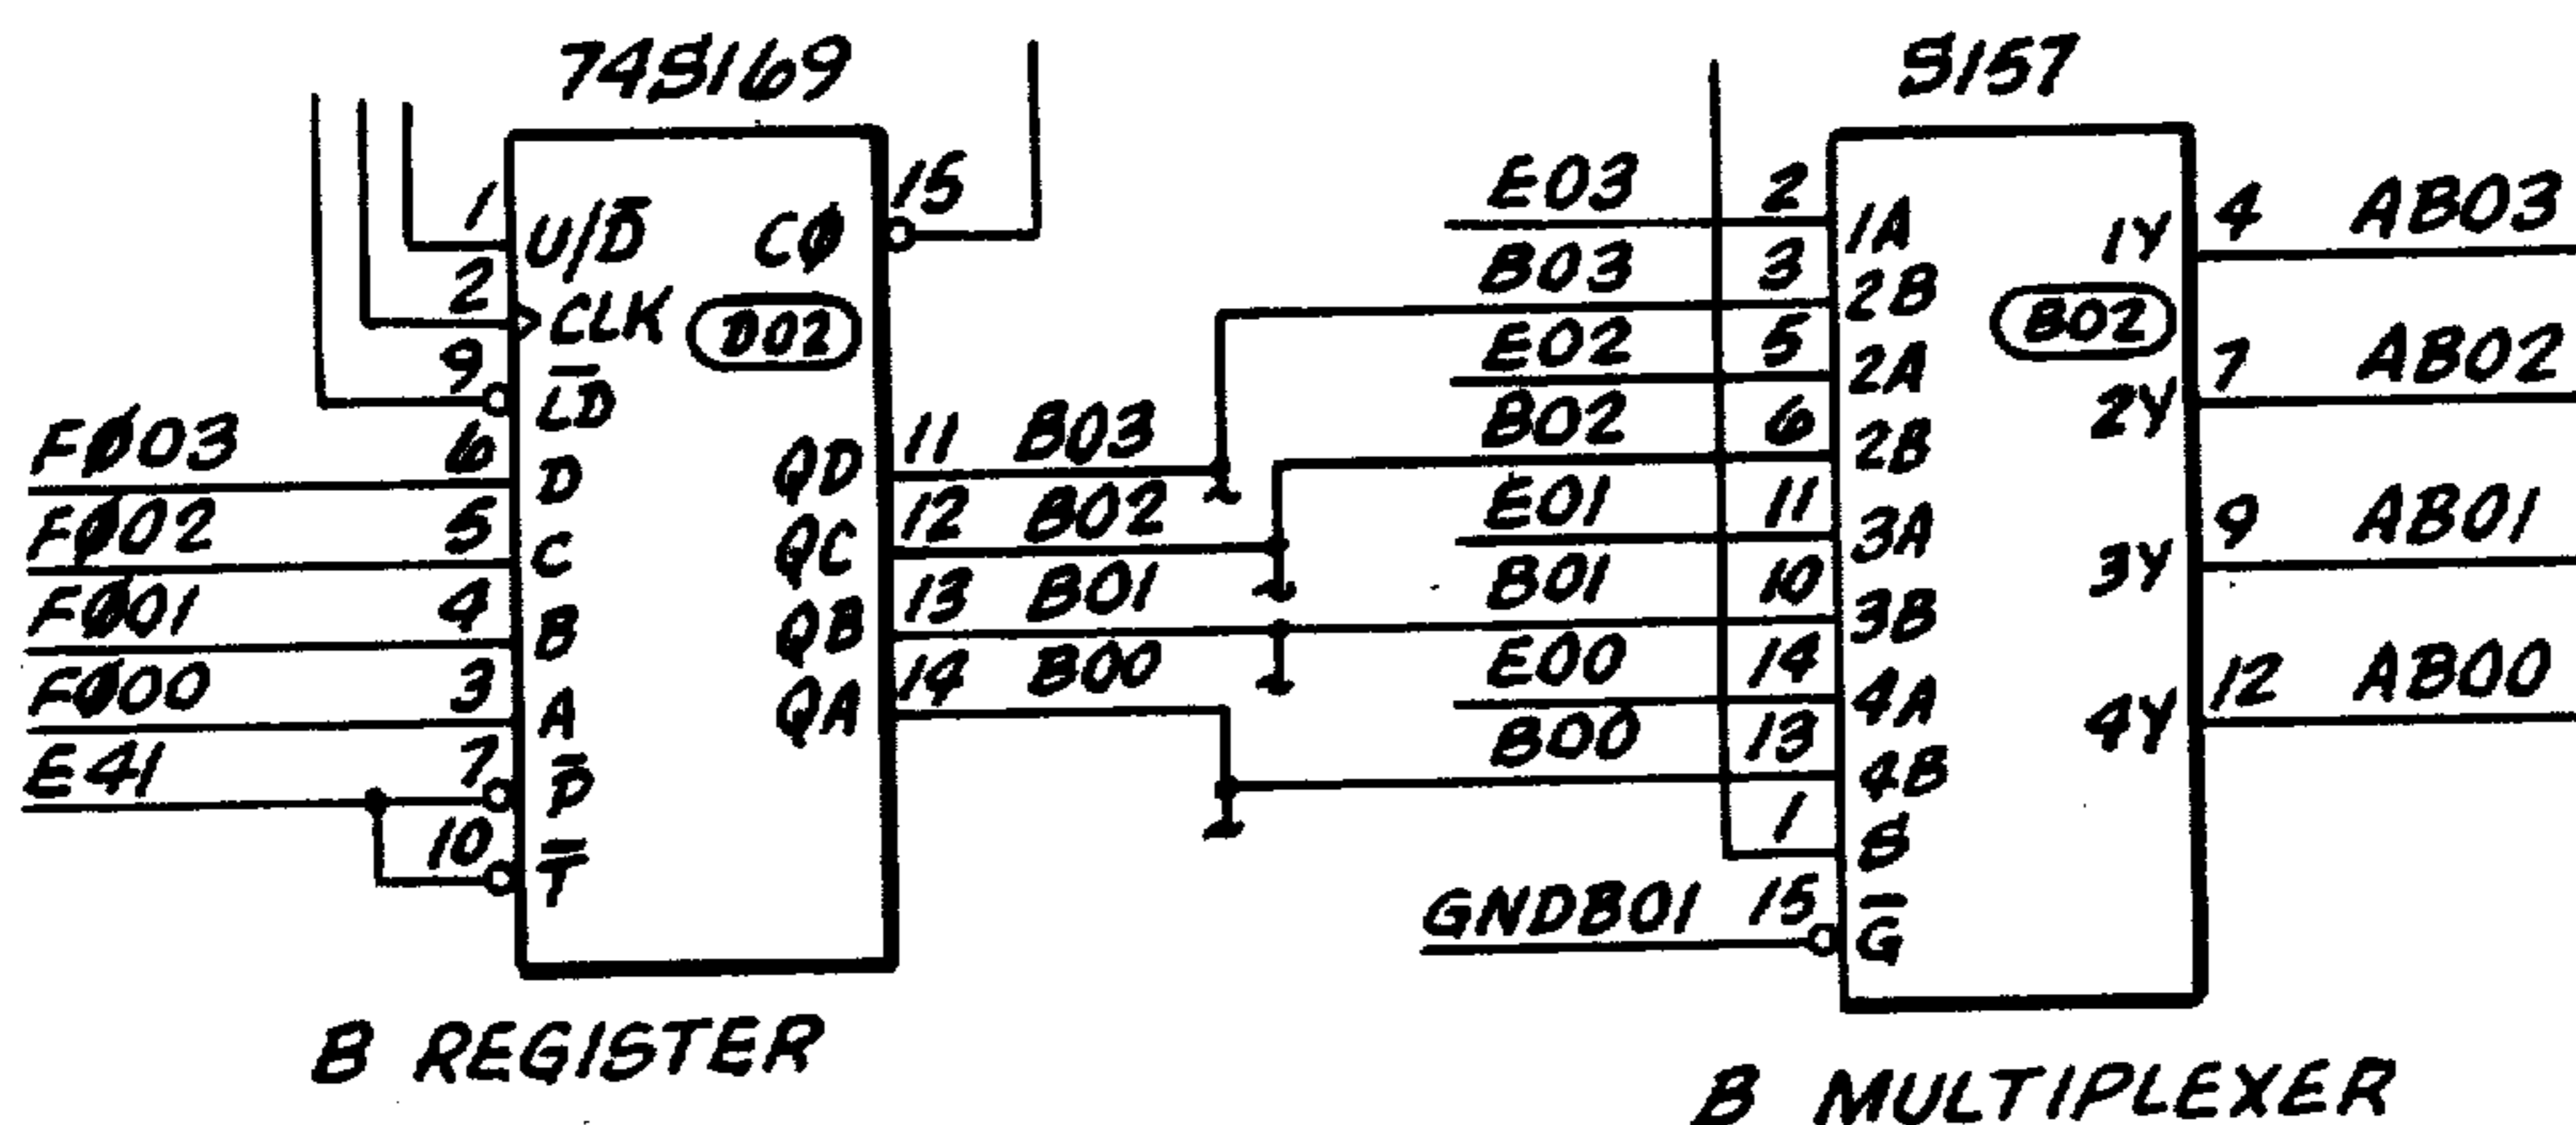 74S169
1 U/D̅ CØ 15
2 CLK D02
9 L̅D̅
FØ03 6 D QD 11 B03
FØ02 5 C QC 12 B02
FØ01 4 B QB 13 B01
FØ00 3 A QA 14 B00
E41 7 P̅
10 T̅
B REGISTER
S157
E03 2 1A 1Y 4 AB03
B03 3 2B B02
E02 5 2A 2Y 7 AB02
B02 6 2B
E01 11 3A 3Y 9 AB01
B01 10 3B
E00 14 4A 4Y 12 AB00
B00 13 4B
1 S
GNDB01 15 G̅
B MULTIPLEXER